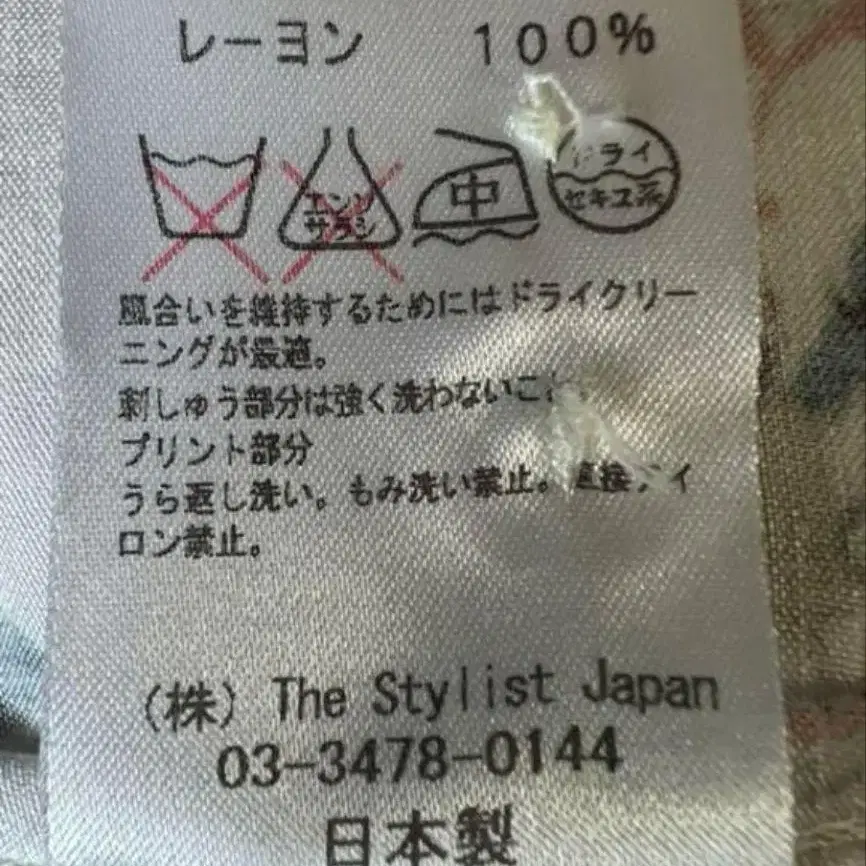 レーヨン 100%
エンソ
サラシ
中
ドライ
セキユ系
風合いを維持するためにはドライクリー
ニングが最適。
刺しゅう部分は強く洗わないこ
プリント部分
うら返し洗い。もみ洗い禁止。直接アイ
ロン禁止。
(株) The Stylist Japan
03-3478-0144
日本製